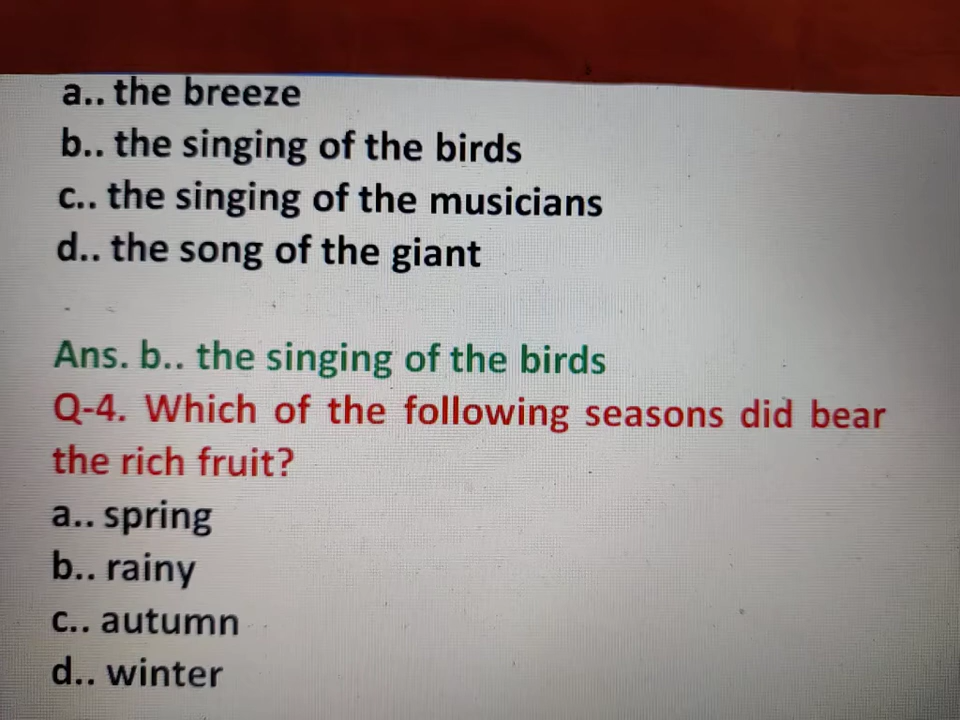 a.. the breeze
b.. the singing of the birds
c.. the singing of the musicians
d.. the song of the giant
Ans. b.. the singing of the birds
Q-4. Which of the following seasons did bear
the rich fruit?
a.. spring
b.. rainy
c.. autumn
d.. winter